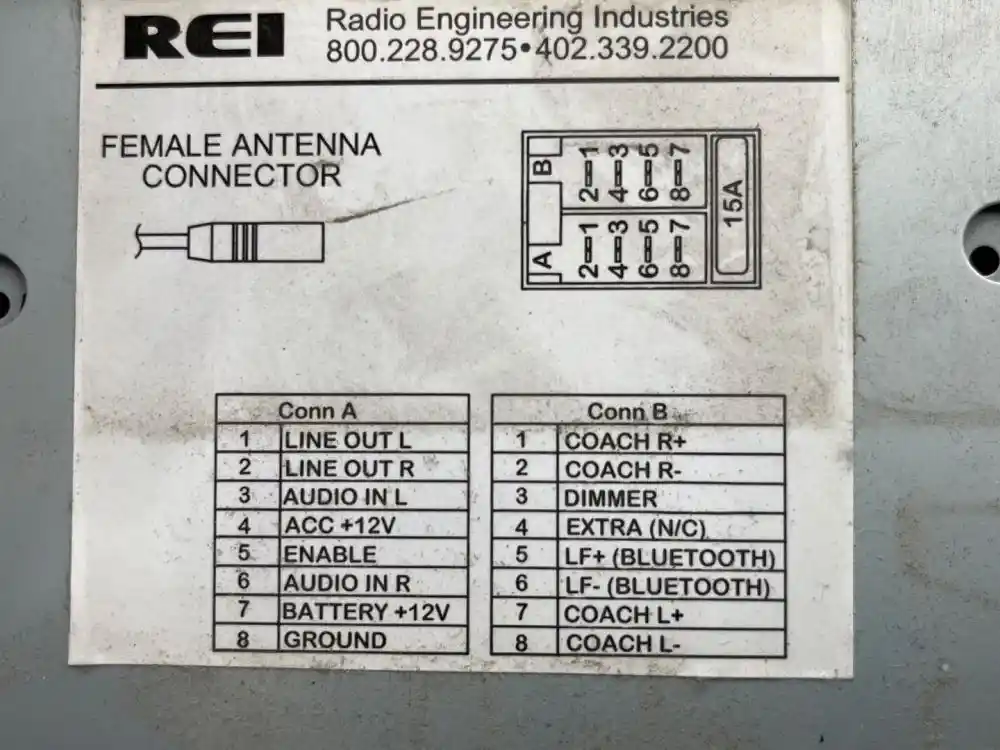 REI
Radio Engineering Industries
800.228.9275•402.339.2200
FEMALE ANTENNA
CONNECTOR
B
2 1
4 3
6 5
8 7
A
2 1
4 3
6 5
8 7
15A
Conn A
1 LINE OUT L
2 LINE OUT R
3 AUDIO IN L
4 ACC +12V
5 ENABLE
6 AUDIO IN R
7 BATTERY +12V
8 GROUND
Conn B
1 COACH R+
2 COACH R-
3 DIMMER
4 EXTRA (N/C)
5 LF+ (BLUETOOTH)
6 LF- (BLUETOOTH)
7 COACH L+
8 COACH L-